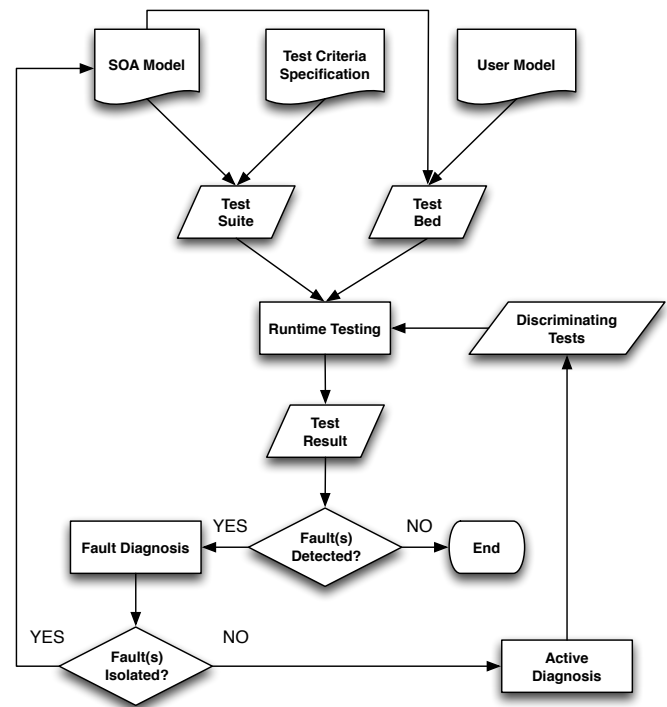 SOA Model
Test Criteria
Specification
User Model
Test
Suite
Test
Bed
Runtime Testing
Discriminating
Tests
Test
Result
YES
NO
Fault Diagnosis
Fault(s)
Detected?
End
YES
NO
Fault(s)
Isolated?
Active
Diagnosis